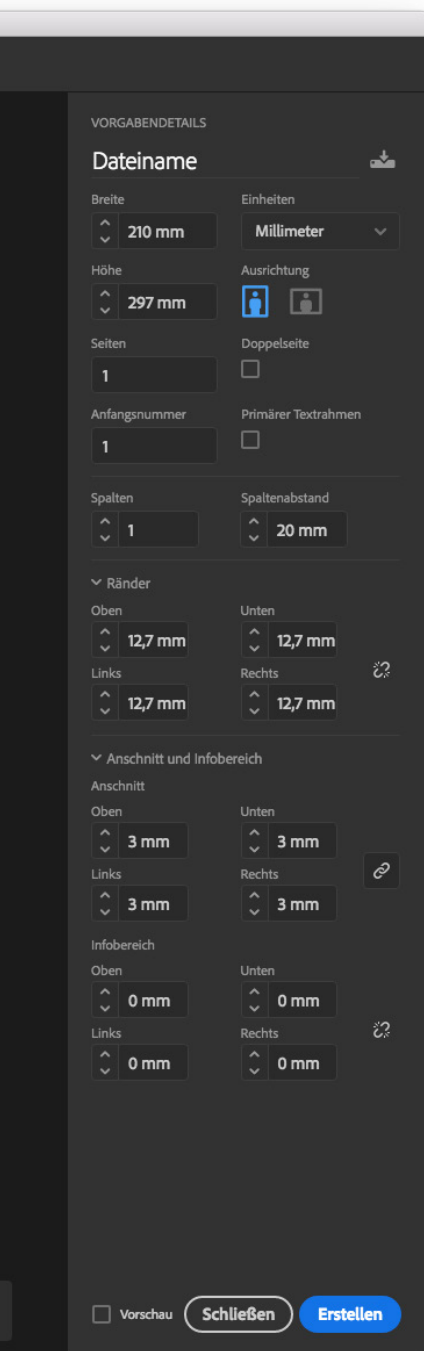 VORGABENDETAILS
Dateiname
Breite Einheiten
210 mm Millimeter
Höhe Ausrichtung
297 mm
Seiten Doppelseite
1
Anfangsnummer Primärer Textrahmen
1
Spalten Spaltenabstand
1 20 mm
Ränder
Oben Unten
12,7 mm 12,7 mm
Links Rechts
12,7 mm 12,7 mm
Anschnitt und Infobereich
Anschnitt
Oben Unten
3 mm 3 mm
Links Rechts
3 mm 3 mm
Infobereich
Oben Unten
0 mm 0 mm
Links Rechts
0 mm 0 mm
Vorschau Schließen Erstellen